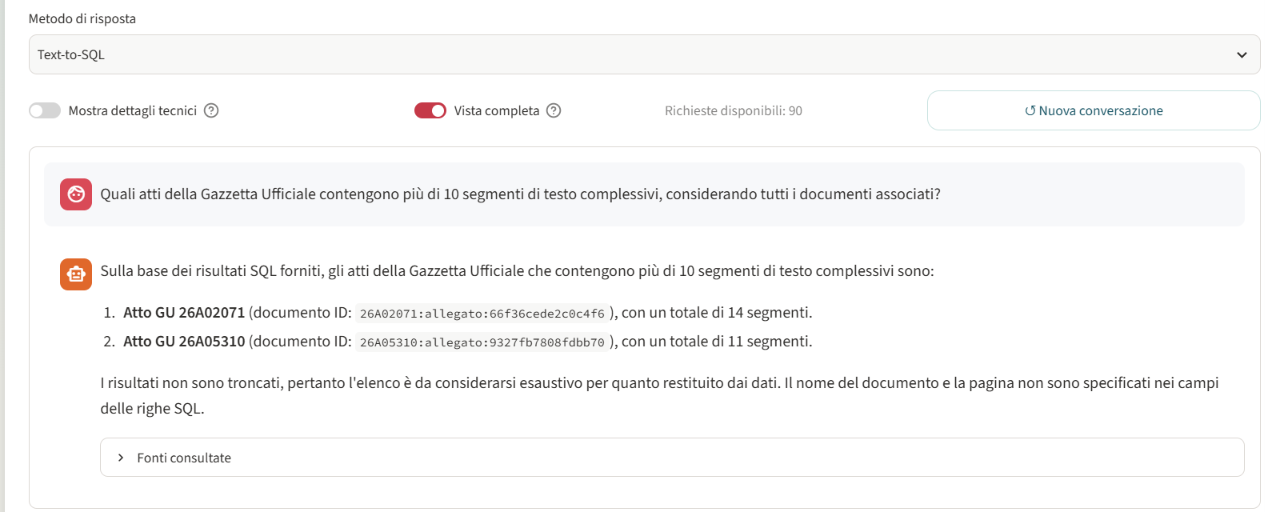 Metodo di risposta
Text-to-SQL
Mostra dettagli tecnici
Vista completa
Richieste disponibili: 90
↺ Nuova conversazione
Quali atti della Gazzetta Ufficiale contengono più di 10 segmenti di testo complessivi, considerando tutti i documenti associati?
Sulla base dei risultati SQL forniti, gli atti della Gazzetta Ufficiale che contengono più di 10 segmenti di testo complessivi sono:
1. Atto GU 26A02071 (documento ID: 26A02071:allegato:66f36cede2c0c4f6 ), con un totale di 14 segmenti.
2. Atto GU 26A05310 (documento ID: 26A05310:allegato:9327fb7808fdbb70 ), con un totale di 11 segmenti.
I risultati non sono troncati, pertanto l'elenco è da considerarsi esaustivo per quanto restituito dai dati. Il nome del documento e la pagina non sono specificati nei campi
delle righe SQL.
Fonti consultate